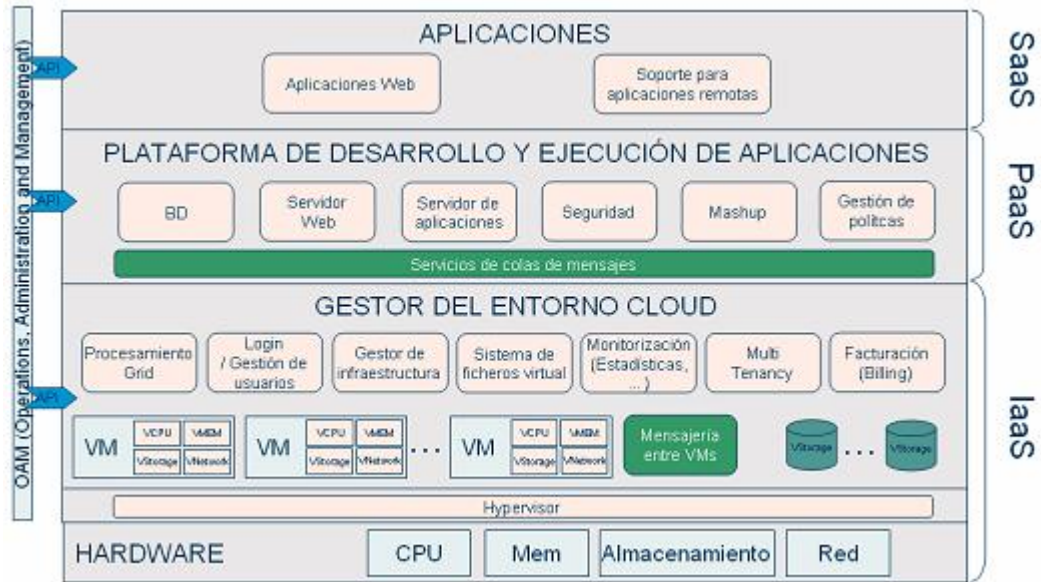 OAM (Operations, Administration and Management)
APLICACIONES
SaaS
API
Aplicaciones Web
Soporte para
aplicaciones remotas
PLATAFORMA DE DESARROLLO Y EJECUCIÓN DE APLICACIONES
PaaS
API
BD
Servidor
Web
Servidor de
aplicaciones
Seguridad
Mashup
Gestión de
polítcas
Servicios de colas de mensajes
GESTOR DEL ENTORNO CLOUD
IaaS
Procesamiento
Grid
Login
/ Gestión de
usuarios
Gestor de
infraestructura
Sistema de
ficheros virtual
Monitorización
(Estadísticas,
...)
Multi
Tenancy
Facturación
(Billing)
API
VM
VCPU
VMEM
VStorage
VNetwork
VM
VCPU
VMEM
VStorage
VNetwork
...
VM
VCPU
VMEM
VStorage
VNetwork
Mensajería
entre VMs
VStorage
...
VStorage
Hypervisor
HARDWARE
CPU
Mem
Almacenamiento
Red